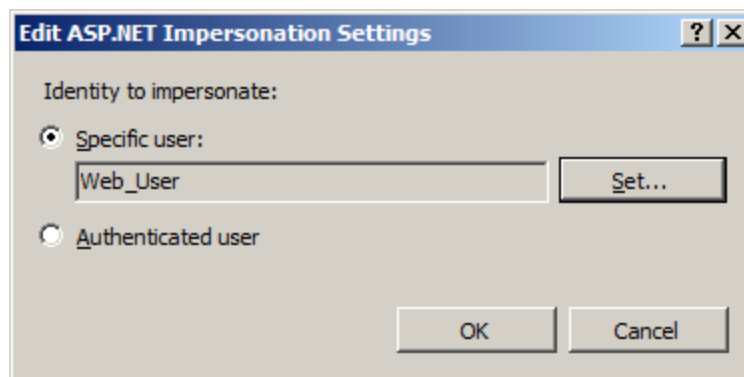 Edit ASP.NET Impersonation Settings
Identity to impersonate:
Specific user:
Web_User Set...
Authenticated user
OK Cancel